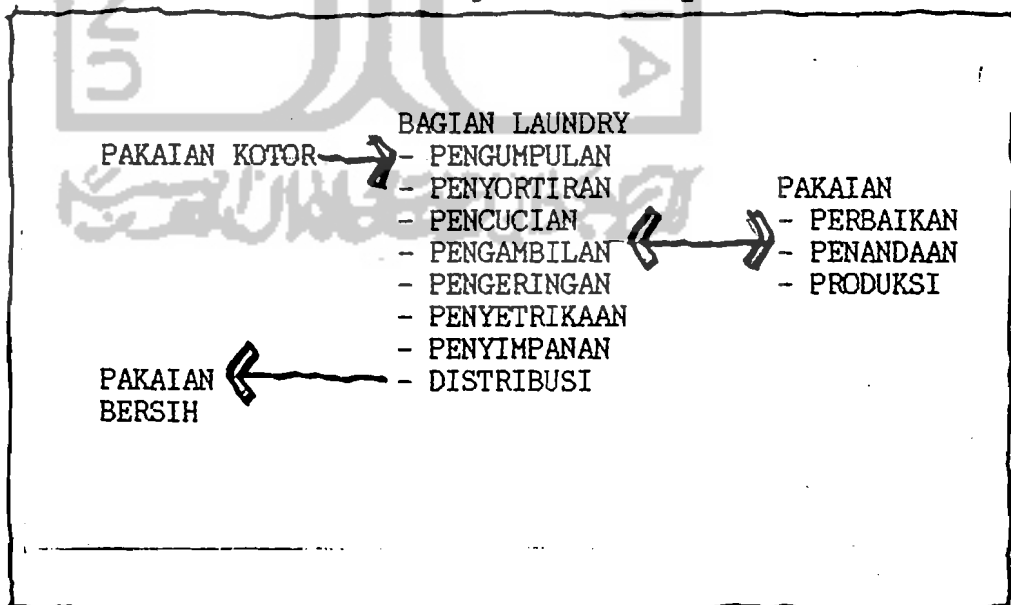 BAGIAN LAUNDRY
PAKAIAN KOTOR
- PENGUMPULAN
- PENYORTIRAN
- PENCUCIAN
- PENGAMBILAN
- PENGERINGAN
- PENYETRIKAAN
- PENYIMPANAN
- DISTRIBUSI
PAKAIAN
- PERBAIKAN
- PENANDAAN
- PRODUKSI
PAKAIAN
BERSIH